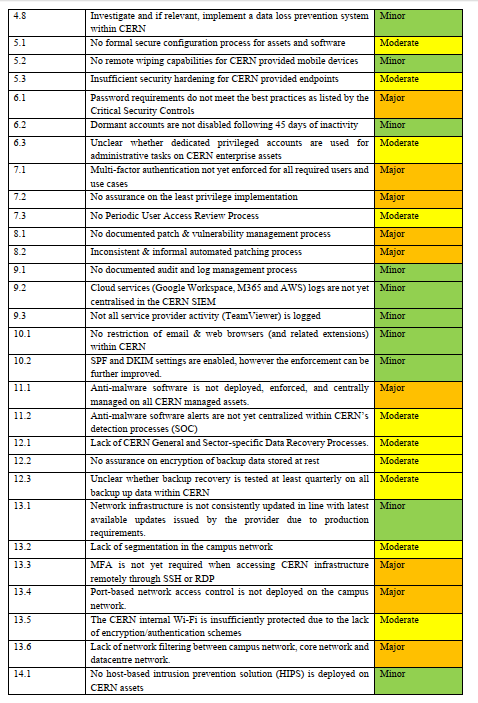 4.8 Investigate and if relevant, implement a data loss prevention system Minor
within CERN
5.1 No formal secure configuration process for assets and software Moderate
5.2 No remote wiping capabilities for CERN provided mobile devices Minor
5.3 Insufficient security hardening for CERN provided endpoints Moderate
6.1 Password requirements do not meet the best practices as listed by the Major
Critical Security Controls
6.2 Dormant accounts are not disabled following 45 days of inactivity Minor
6.3 Unclear whether dedicated privileged accounts are used for Moderate
administrative tasks on CERN enterprise assets
7.1 Multi-factor authentication not yet enforced for all required users and Major
use cases
7.2 No assurance on the least privilege implementation Major
7.3 No Periodic User Access Review Process Moderate
8.1 No documented patch & vulnerability management process Major
8.2 Inconsistent & informal automated patching process Major
9.1 No documented audit and log management process Minor
9.2 Cloud services (Google Workspace, M365 and AWS) logs are not yet Minor
centralised in the CERN SIEM
9.3 Not all service provider activity (TeamViewer) is logged Minor
10.1 No restriction of email & web browsers (and related extensions) Minor
within CERN
10.2 SPF and DKIM settings are enabled, however the enforcement can be Minor
further improved.
11.1 Anti-malware software is not deployed, enforced, and centrally Major
managed on all CERN managed assets.
11.2 Anti-malware software alerts are not yet centralized within CERN's Moderate
detection processes (SOC)
12.1 Lack of CERN General and Sector-specific Data Recovery Processes. Moderate
12.2 No assurance on encryption of backup data stored at rest Moderate
12.3 Unclear whether backup recovery is tested at least quarterly on all Moderate
backup up data within CERN
13.1 Network infrastructure is not consistently updated in line with latest Minor
available updates issued by the provider due to production
requirements.
13.2 Lack of segmentation in the campus network Moderate
13.3 MFA is not yet required when accessing CERN infrastructure Major
remotely through SSH or RDP
13.4 Port-based network access control is not deployed on the campus Major
network.
13.5 The CERN internal Wi-Fi is insufficiently protected due to the lack Moderate
of encryption/authentication schemes
13.6 Lack of network filtering between campus network, core network and Major
datacentre network.
14.1 No host-based intrusion prevention solution (HIPS) is deployed on Minor
CERN assets